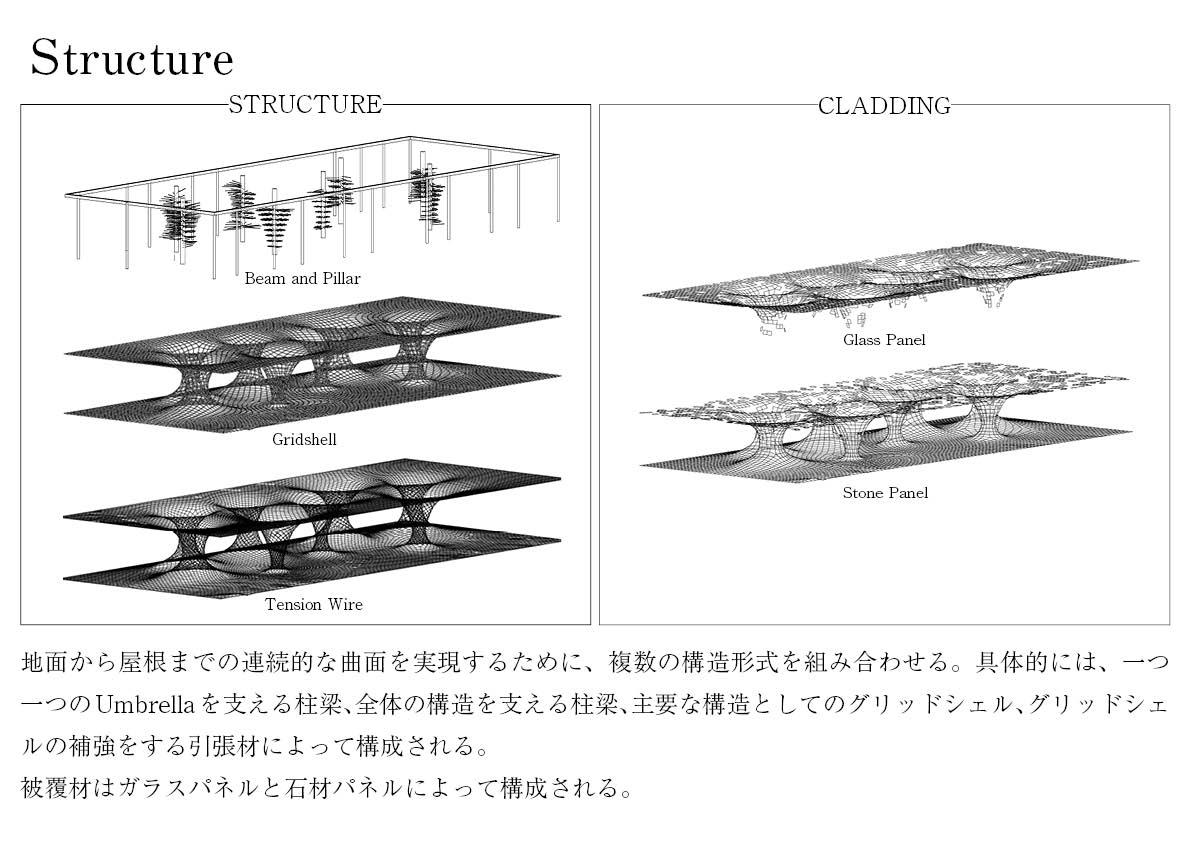 Structure
STRUCTURE
Beam and Pillar
Gridshell
Tension Wire
CLADDING
Glass Panel
Stone Panel
地面から屋根までの連続的な曲面を実現するために、複数の構造形式を組み合わせる。具体的には、一つ
一つのUmbrellaを支える柱梁、全体の構造を支える柱梁、主要な構造としてのグリッドシェル、グリッドシェ
ルの補強をする引張材によって構成される。
被覆材はガラスパネルと石材パネルによって構成される。